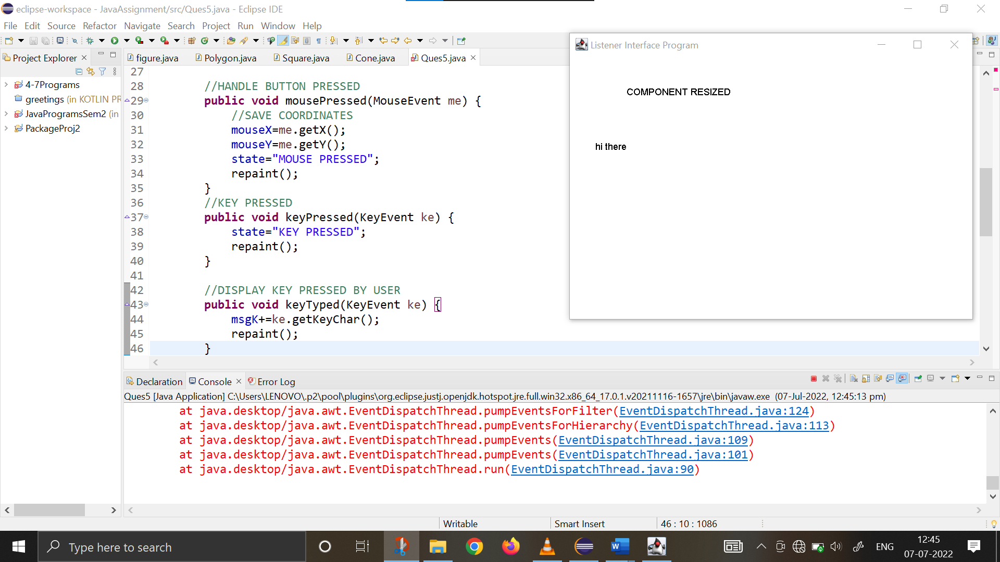 eclipse-workspace - JavaAssignment/src/Ques5.java - Eclipse IDE
File Edit Source Refactor Navigate Search Project Run Window Help
Project Explorer
4-7Programs
greetings (in KOTLIN PR
JavaProgramsSem2 (in
PackageProj2
figure.java Polygon.java Square.java Cone.java Ques5.java
27
28 //HANDLE BUTTON PRESSED
29 public void mousePressed(MouseEvent me) {
30 //SAVE COORDINATES
31 mouseX=me.getX();
32 mouseY=me.getY();
33 state="MOUSE PRESSED";
34 repaint();
35 }
36 //KEY PRESSED
37 public void keyPressed(KeyEvent ke) {
38 state="KEY PRESSED";
39 repaint();
40 }
41
42 //DISPLAY KEY PRESSED BY USER
43 public void keyTyped(KeyEvent ke) {
44 msgK+=ke.getKeyChar();
45 repaint();
46 }
Listener Interface Program
COMPONENT RESIZED
hi there
Declaration Console Error Log
Ques5 [Java Application] C:\Users\LENOVO\.p2\pool\plugins\org.eclipse.justj.openjdk.hotspot.jre.full.win32.x86_64_17.0.1.v20211116-1657\jre\bin\javaw.exe (07-Jul-2022, 12:45:13 pm)
at java.desktop/java.awt.EventDispatchThread.pumpEventsForFilter(EventDispatchThread.java:124)
at java.desktop/java.awt.EventDispatchThread.pumpEventsForHierarchy(EventDispatchThread.java:113)
at java.desktop/java.awt.EventDispatchThread.pumpEvents(EventDispatchThread.java:109)
at java.desktop/java.awt.EventDispatchThread.pumpEvents(EventDispatchThread.java:101)
at java.desktop/java.awt.EventDispatchThread.run(EventDispatchThread.java:90)
Writable Smart Insert 46 : 10 : 1086
Type here to search
W
ENG
12:45
07-07-2022